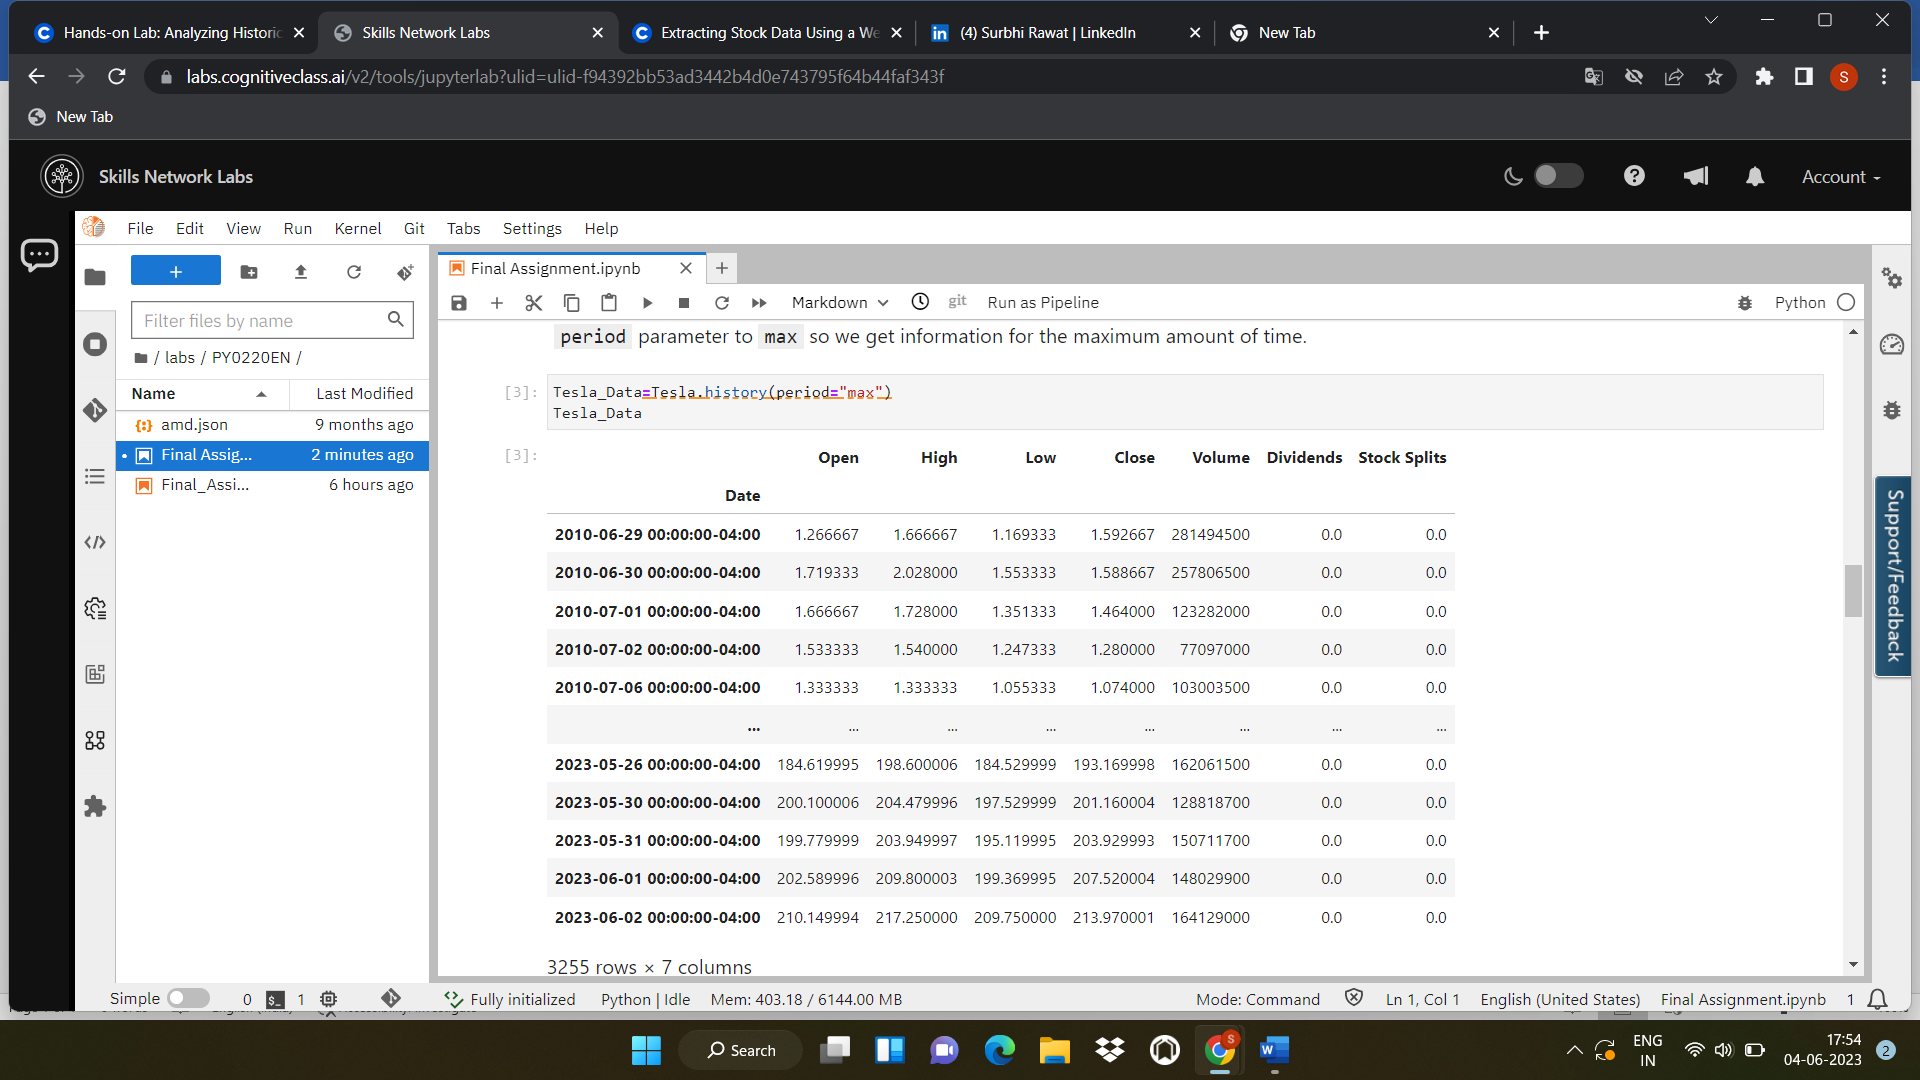 Hands-on Lab: Analyzing Historic
Skills Network Labs
Extracting Stock Data Using a We
(4) Surbhi Rawat | LinkedIn
New Tab
labs.cognitiveclass.ai/v2/tools/jupyterlab?ulid=ulid-f94392bb53ad3442b4d0e743795f64b44faf343f
S
New Tab
Skills Network Labs
Account
File Edit View Run Kernel Git Tabs Settings Help
Final Assignment.ipynb
Markdown git Run as Pipeline Python
Filter files by name
/ labs / PY0220EN /
Name Last Modified
amd.json 9 months ago
Final Assig... 2 minutes ago
Final_Assi... 6 hours ago
period parameter to max so we get information for the maximum amount of time.
[3]: Tesla_Data=Tesla.history(period="max")
Tesla_Data
[3]: Open High Low Close Volume Dividends Stock Splits
Date
2010-06-29 00:00:00-04:00 1.266667 1.666667 1.169333 1.592667 281494500 0.0 0.0
2010-06-30 00:00:00-04:00 1.719333 2.028000 1.553333 1.588667 257806500 0.0 0.0
2010-07-01 00:00:00-04:00 1.666667 1.728000 1.351333 1.464000 123282000 0.0 0.0
2010-07-02 00:00:00-04:00 1.533333 1.540000 1.247333 1.280000 77097000 0.0 0.0
2010-07-06 00:00:00-04:00 1.333333 1.333333 1.055333 1.074000 103003500 0.0 0.0
... ... ... ... ... ... ... ...
2023-05-26 00:00:00-04:00 184.619995 198.600006 184.529999 193.169998 162061500 0.0 0.0
2023-05-30 00:00:00-04:00 200.100006 204.479996 197.529999 201.160004 128818700 0.0 0.0
2023-05-31 00:00:00-04:00 199.779999 203.949997 195.119995 203.929993 150711700 0.0 0.0
2023-06-01 00:00:00-04:00 202.589996 209.800003 199.369995 207.520004 148029900 0.0 0.0
2023-06-02 00:00:00-04:00 210.149994 217.250000 209.750000 213.970001 164129000 0.0 0.0
3255 rows × 7 columns
Support/Feedback
Simple 0 1 Fully initialized Python | Idle Mem: 403.18 / 6144.00 MB Mode: Command Ln 1, Col 1 English (United States) Final Assignment.ipynb 1
Search
ENG
IN
17:54
04-06-2023
2